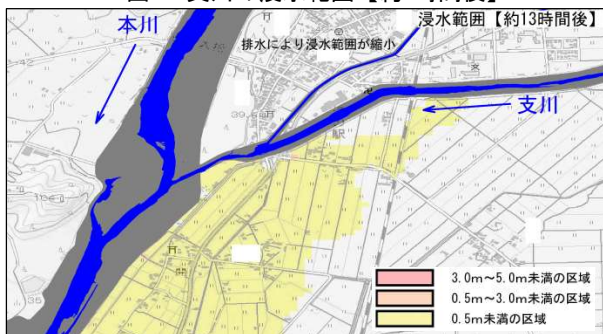 浸水範囲【約13時間後】
本川
排水により浸水範囲が縮小
支川
3.0m～5.0m未満の区域
0.5m～3.0m未満の区域
0.5m未満の区域